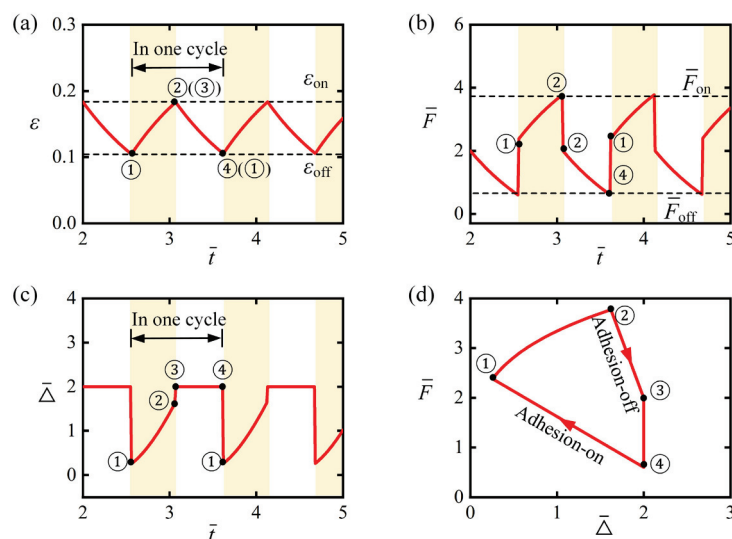 (a)
0.3
0.2
0.1
0.0
ε
In one cycle
②(③)
ε_on
①
④(①)
ε_off
2 3 4 5
t̄
(b)
8
6
4
2
0
F̄
②
F̄_on
①
②
①
④
F̄_off
2 3 4 5
t̄
(c)
4
3
2
1
0
Δ̄
In one cycle
③
④
②
①
①
2 3 4 5
t̄
(d)
4
3
2
1
0
F̄
②
①
Adhesion-off
③
Adhesion-on
④
0 1 2 3
Δ̄